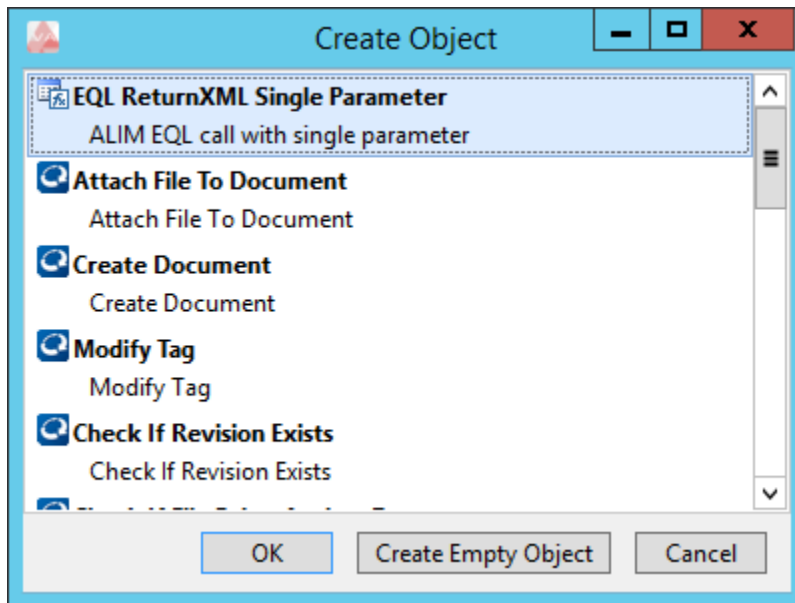 Create Object
EQL ReturnXML Single Parameter
ALIM EQL call with single parameter
Attach File To Document
Attach File To Document
Create Document
Create Document
Modify Tag
Modify Tag
Check If Revision Exists
Check If Revision Exists
OK
Create Empty Object
Cancel